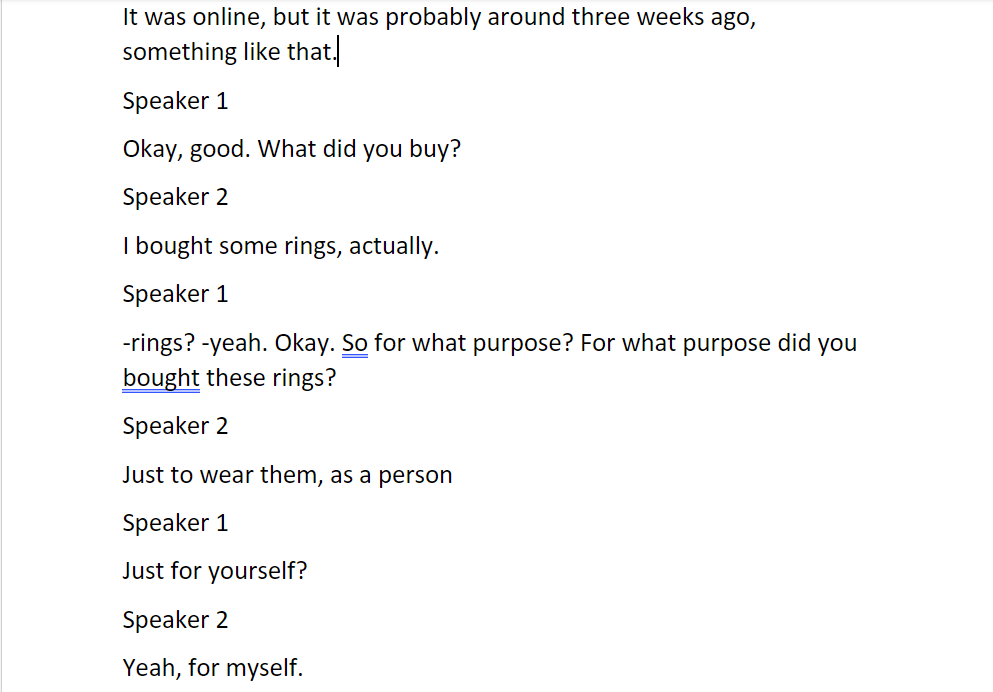 It was online, but it was probably around three weeks ago,
something like that.
Speaker 1
Okay, good. What did you buy?
Speaker 2
I bought some rings, actually.
Speaker 1
-rings? -yeah. Okay. So for what purpose? For what purpose did you
bought these rings?
Speaker 2
Just to wear them, as a person
Speaker 1
Just for yourself?
Speaker 2
Yeah, for myself.